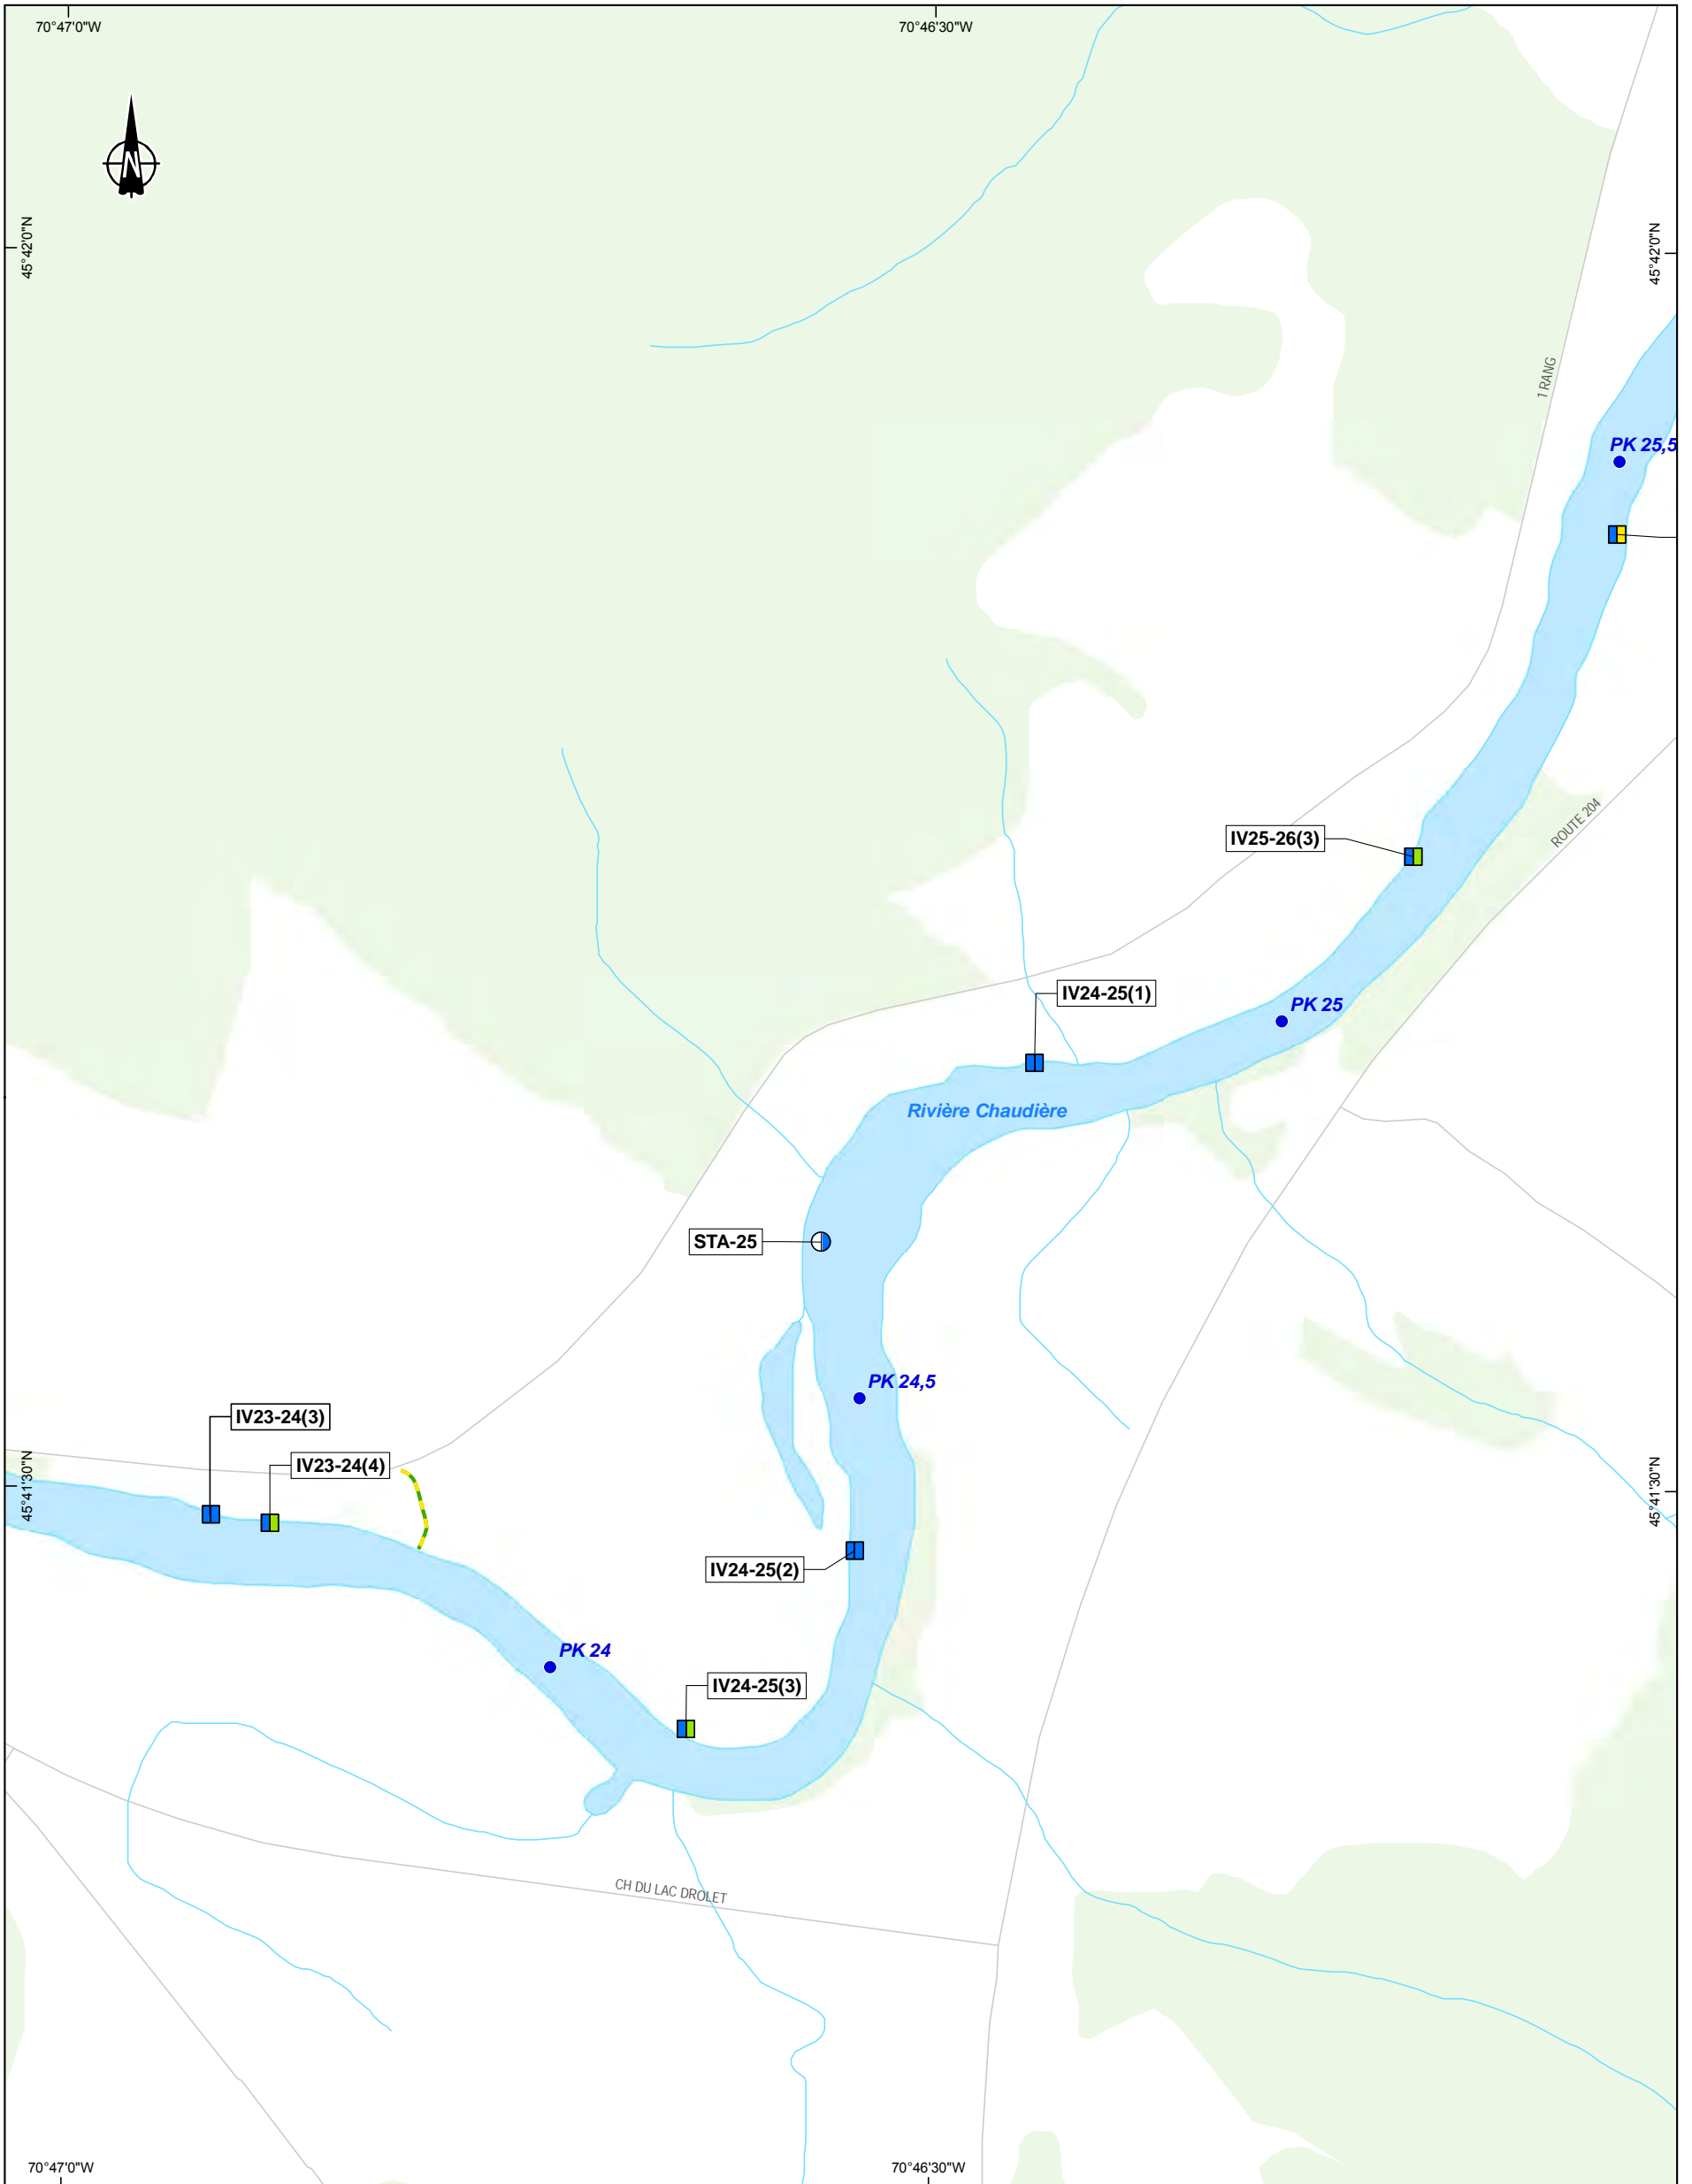 70°47'0"W
70°46'30"W
N
45°42'0"N
45°42'0"N
1 RANG
PK 25,5
ROUTE 204
IV25-26(3)
IV24-25(1)
PK 25
Rivière Chaudière
STA-25
PK 24,5
IV23-24(3)
IV23-24(4)
45°41'30"N
45°41'30"N
IV24-25(2)
PK 24
IV24-25(3)
CH DU LAC DROLET
70°47'0"W
70°46'30"W